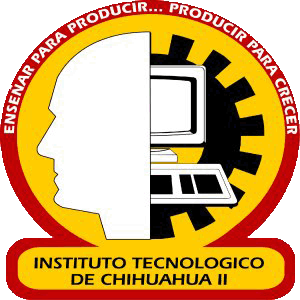 ENSEÑAR PARA PRODUCIR... PRODUCIR PARA CRECER
INSTITUTO TECNOLOGICO
DE CHIHUAHUA II